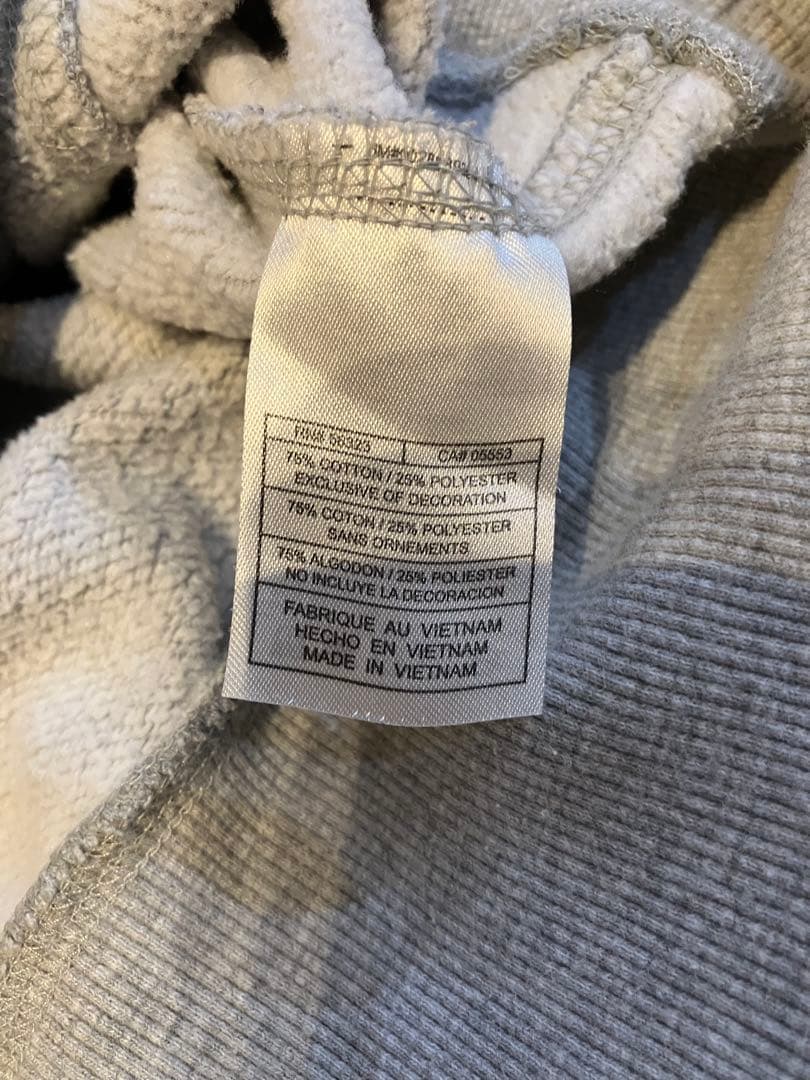 RN# 56323
CA# 05553
75% COTTON / 25% POLYESTER
EXCLUSIVE OF DECORATION
75% COTON / 25% POLYESTER
SANS ORNEMENTS
75% ALGODON / 25% POLIESTER
NO INCLUYE LA DECORACION
FABRIQUE AU VIETNAM
HECHO EN VIETNAM
MADE IN VIETNAM